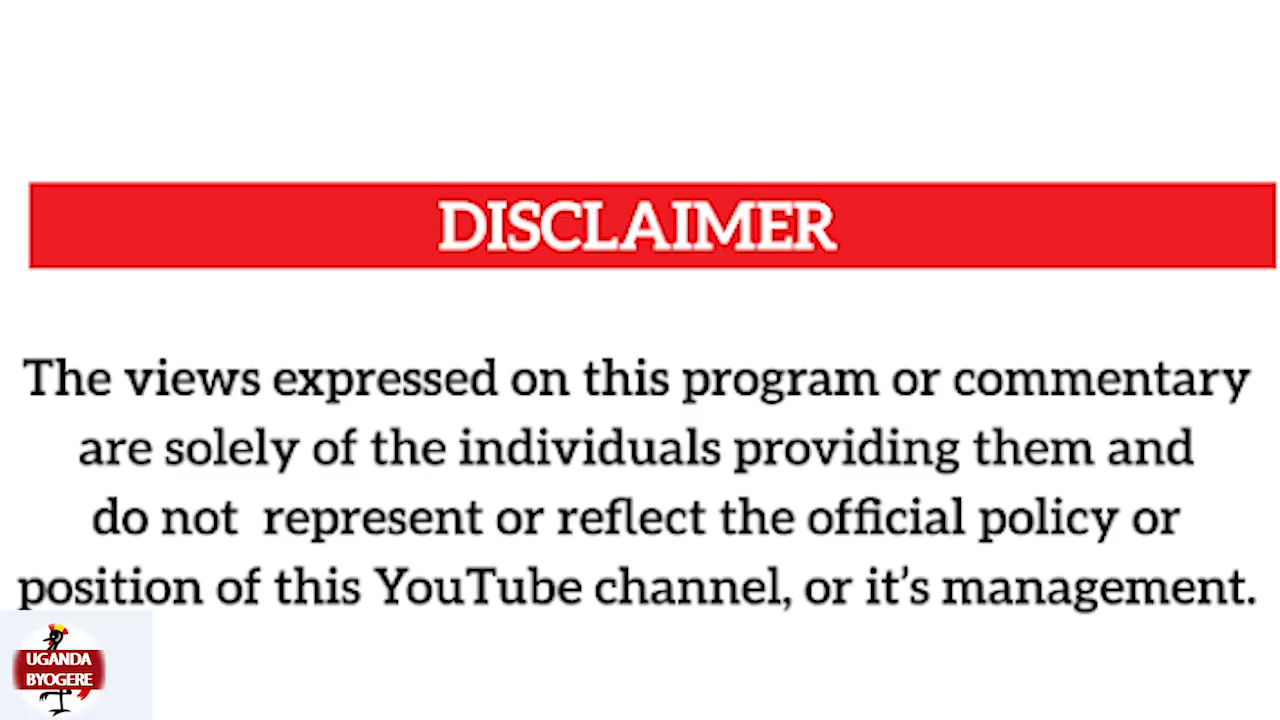 DISCLAIMER
The views expressed on this program or commentary
are solely of the individuals providing them and
do not represent or reflect the official policy or
position of this YouTube channel, or it's management.
UGANDA
BYOGERE